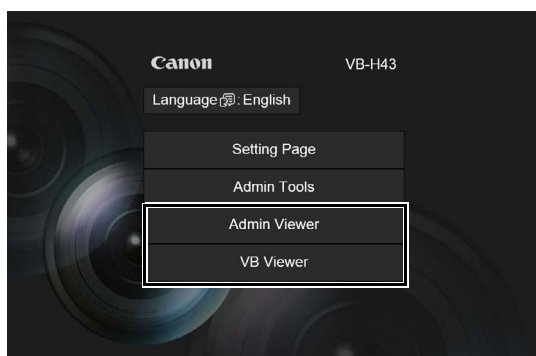 Canon VB-H43
Language : English
Setting Page
Admin Tools
Admin Viewer
VB Viewer